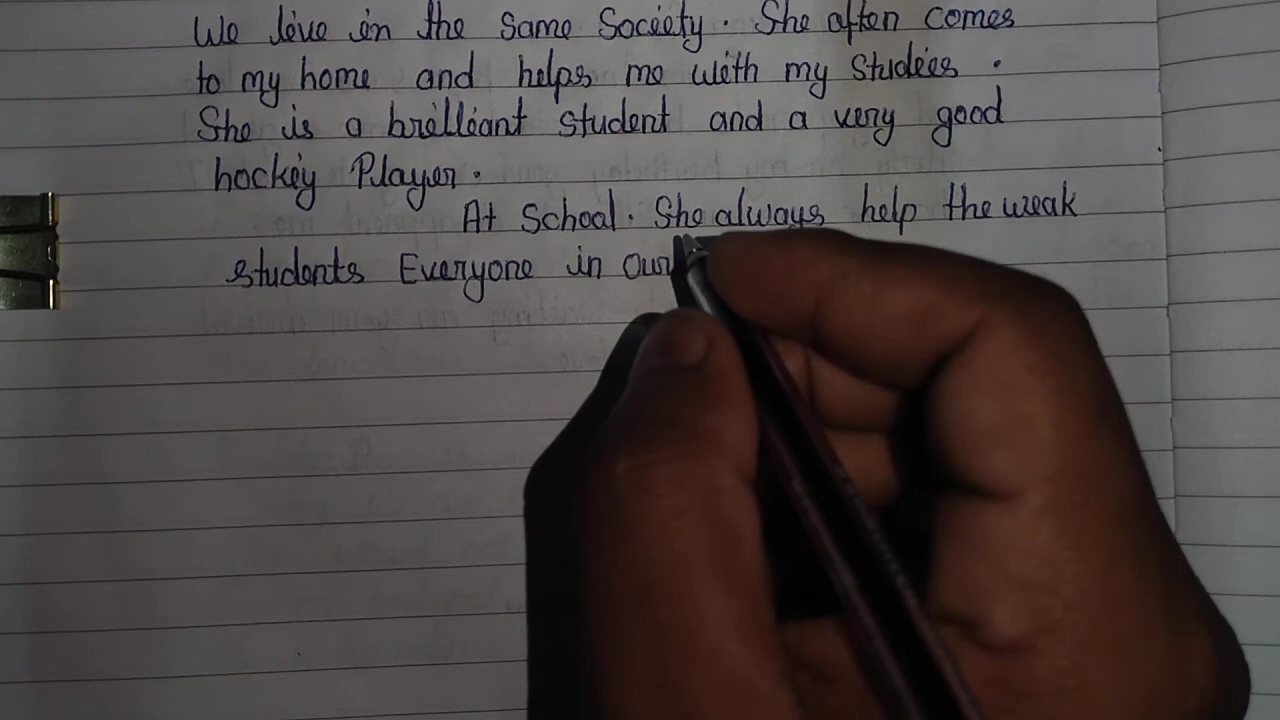 We live in the same Society. She often comes
to my home and helps me with my studies.
She is a brilliant student and a very good
hockey Player.
At School. She always help the weak
students Everyone in our